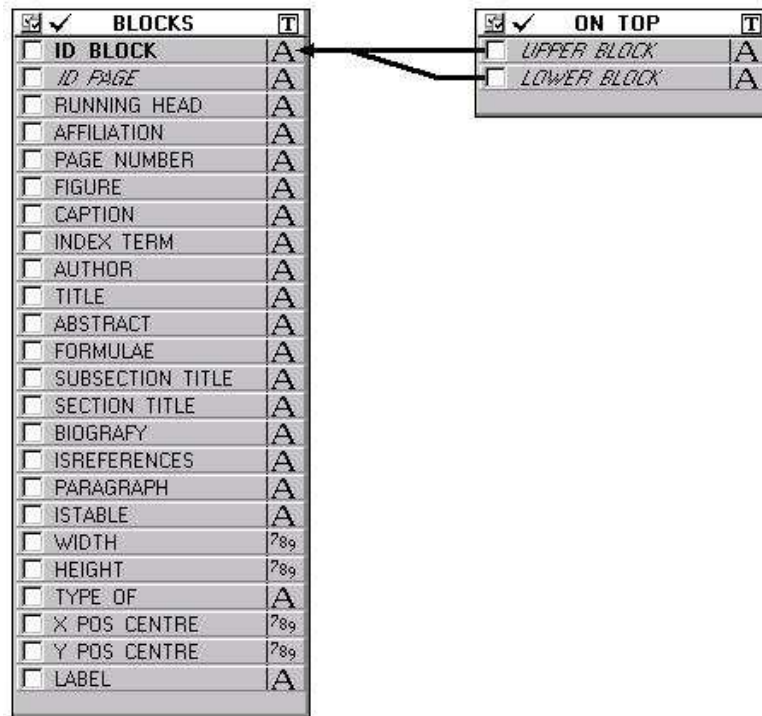 BLOCKS T
ID BLOCK A
ID PAGE A
RUNNING HEAD A
AFFILIATION A
PAGE NUMBER A
FIGURE A
CAPTION A
INDEX TERM A
AUTHOR A
TITLE A
ABSTRACT A
FORMULAE A
SUBSECTION TITLE A
SECTION TITLE A
BIOGRAFY A
ISREFERENCES A
PARAGRAPH A
ISTABLE A
WIDTH 789
HEIGHT 789
TYPE OF A
X POS CENTRE 789
Y POS CENTRE 789
LABEL A
ON TOP T
UPPER BLOCK A
LOWER BLOCK A